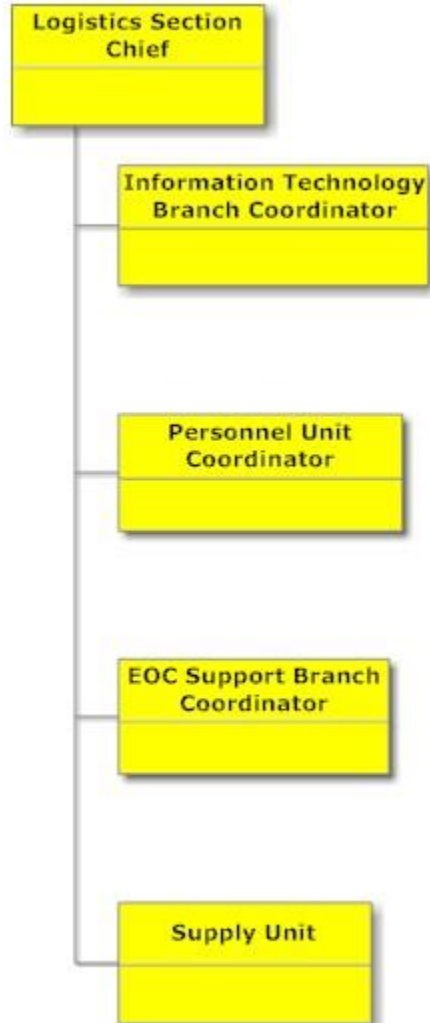 Logistics Section
Chief
Information Technology
Branch Coordinator
Personnel Unit
Coordinator
EOC Support Branch
Coordinator
Supply Unit